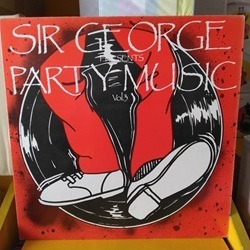 SIR GEORGE
PRESENTS
PARTY MUSIC
Vol.3